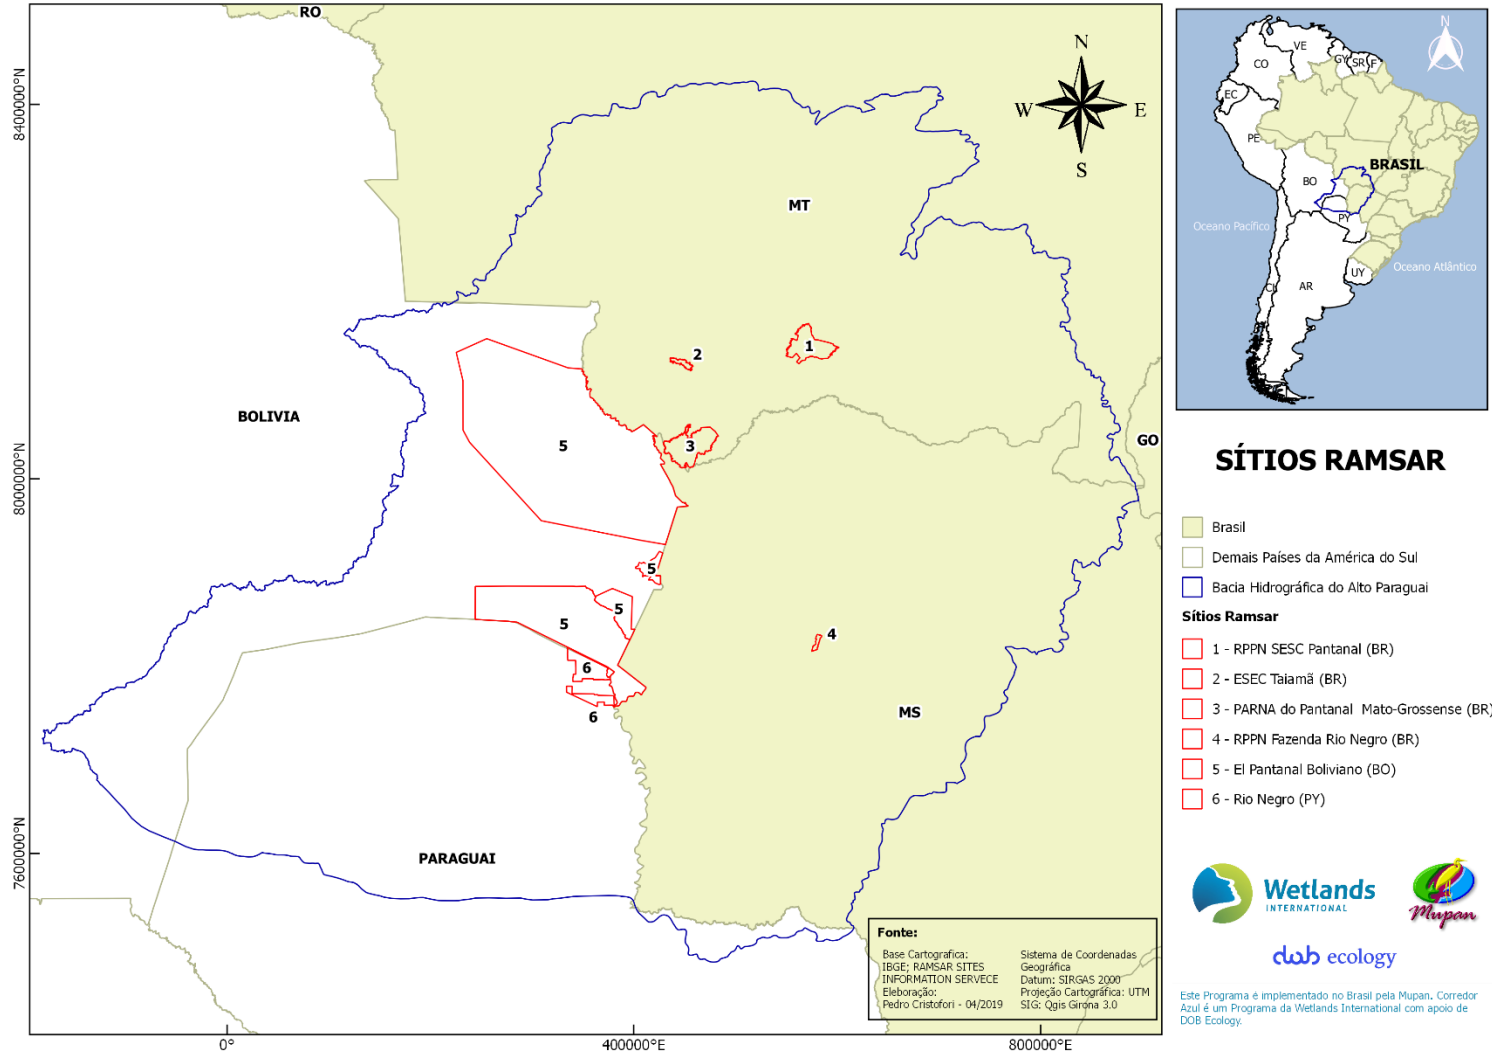 RO
N
W E
S
MT
BOLIVIA
1
2
3
GO
5
5
5
5
4
6
6
MS
PARAGUAI
8400000°N
8000000°N
7600000°N
0°
400000°E
800000°E
Fonte:
Base Cartografica:
IBGE; RAMSAR SITES
INFORMATION SERVECE
Eleboração:
Pedro Cristofori - 04/2019
Sistema de Coordenadas
Geográfica
Datum: SIRGAS 2000
Projeção Cartográfica: UTM
SIG: Qgis Girona 3.0
N
VE
GY
SR
F
CO
EC
PE
BRASIL
BO
PY
Oceano Pacífico
Oceano Atlântico
UY
CL
AR
SÍTIOS RAMSAR
Brasil
Demais Países da América do Sul
Bacia Hidrográfica do Alto Paraguai
Sítios Ramsar
1 - RPPN SESC Pantanal (BR)
2 - ESEC Taiamã (BR)
3 - PARNA do Pantanal Mato-Grossense (BR)
4 - RPPN Fazenda Rio Negro (BR)
5 - El Pantanal Boliviano (BO)
6 - Rio Negro (PY)
Wetlands
INTERNATIONAL
Mupan
dob ecology
Este Programa é implementado no Brasil pela Mupan. Corredor
Azul é um Programa da Wetlands International com apoio de
DOB Ecology.